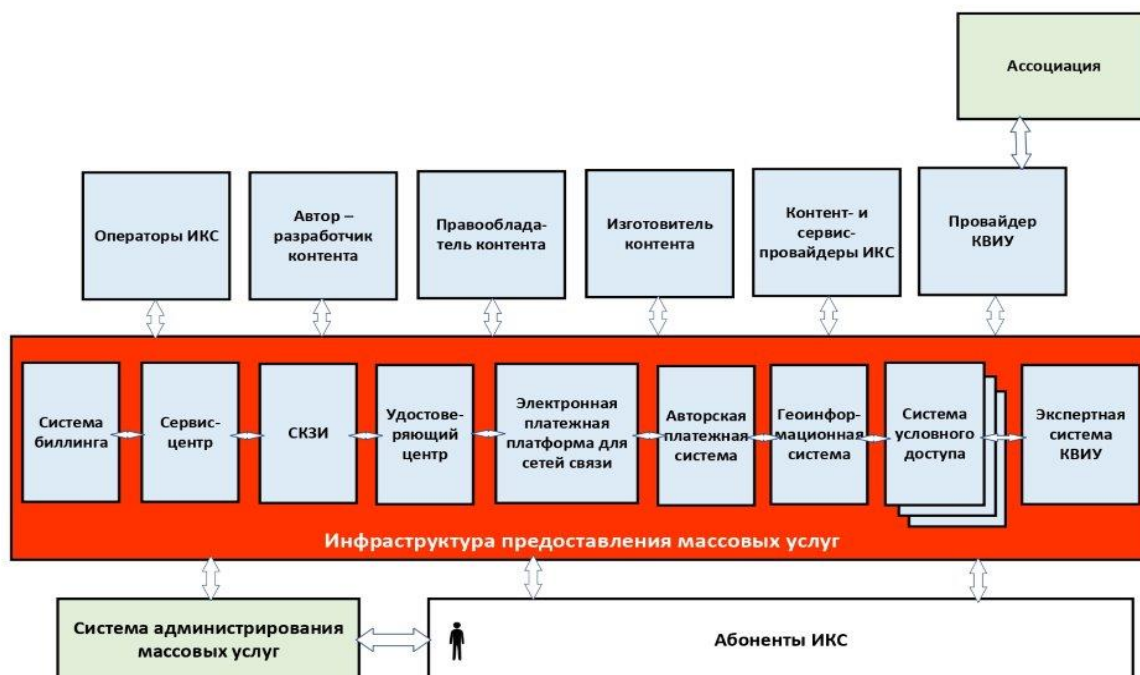 Ассоциация
Операторы ИКС
Автор –
разработчик
контента
Правооблада-
тель контента
Изготовитель
контента
Контент- и
сервис-
провайдеры ИКС
Провайдер
КВИУ
Система
биллинга
Сервис-
центр
СКЗИ
Удостове-
ряющий
центр
Электронная
платежная
платформа для
сетей связи
Авторская
платежная
система
Геоинфор-
мационная
система
Система
условного
доступа
Экспертная
система
КВИУ
Инфраструктура предоставления массовых услуг
Система администрирования
массовых услуг
Абоненты ИКС